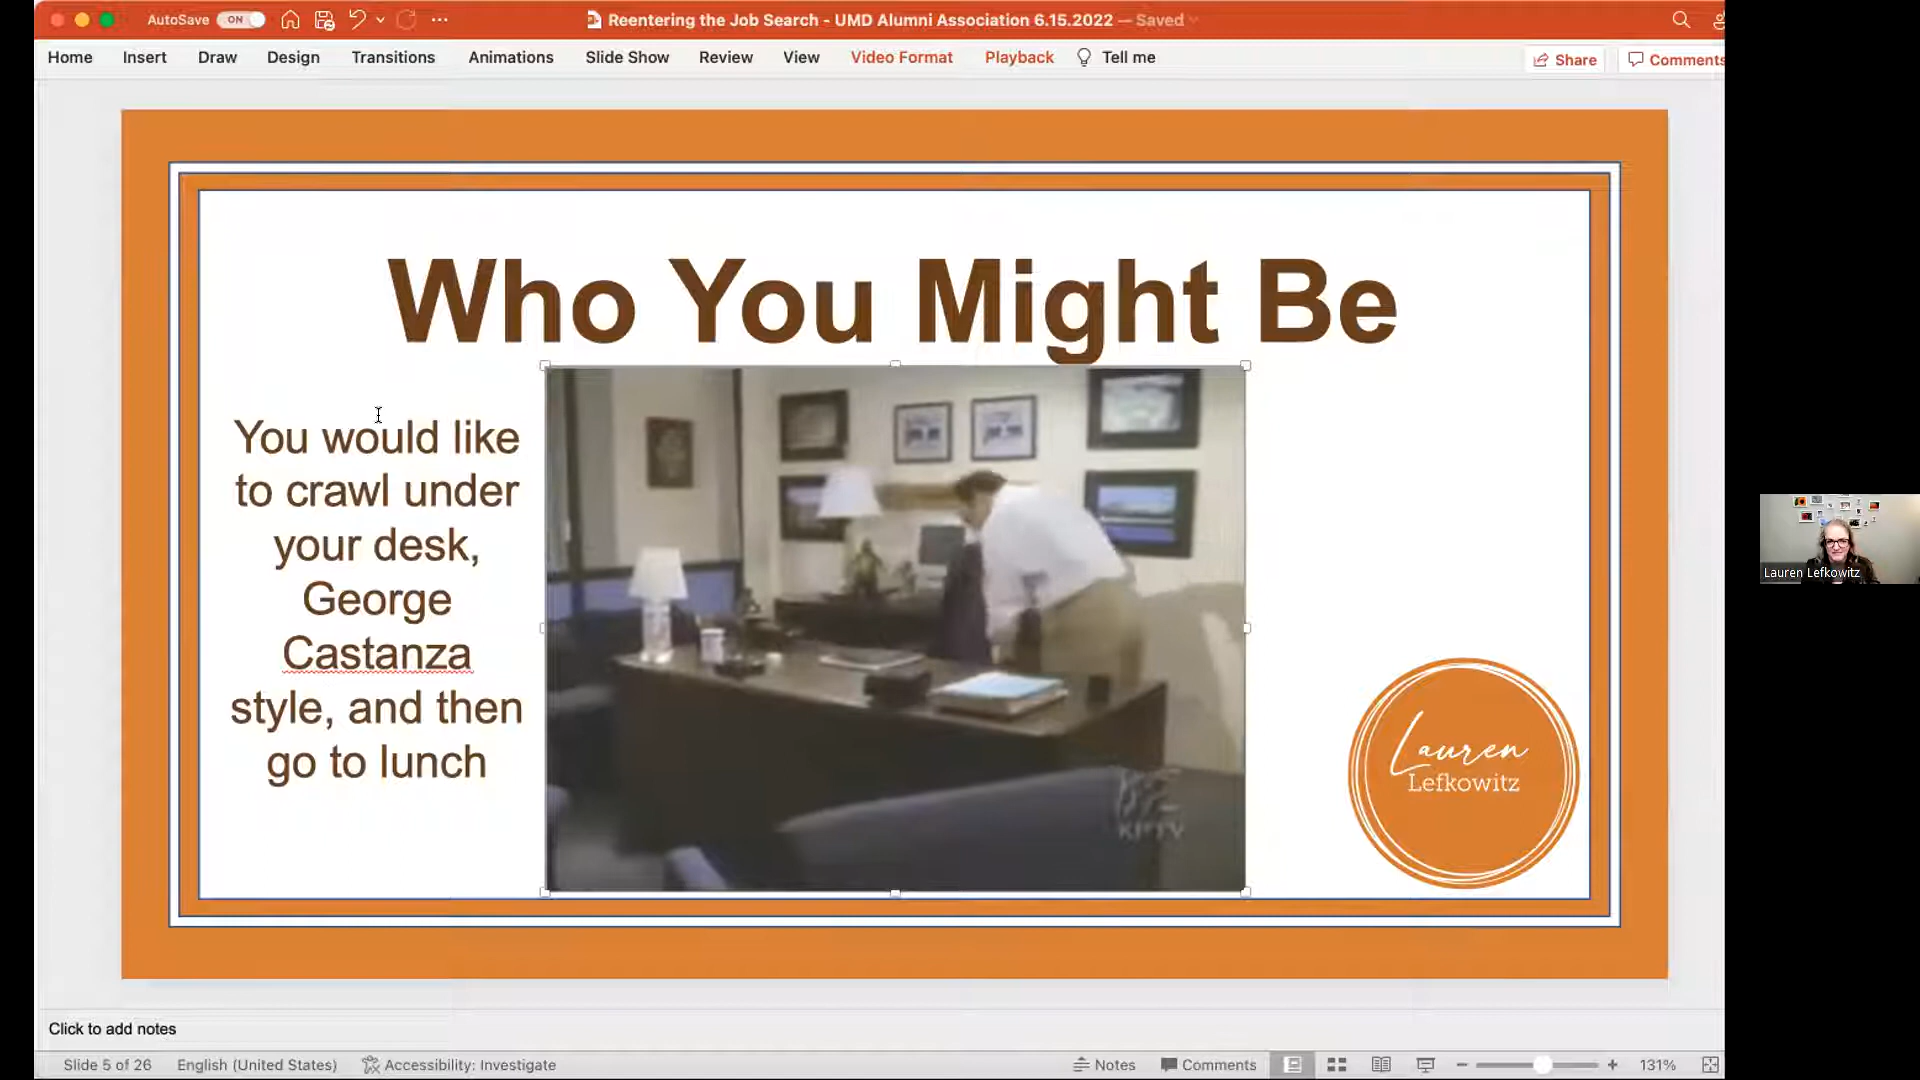 AutoSave ON
Reentering the Job Search - UMD Alumni Association 6.15.2022 — Saved
Home Insert Draw Design Transitions Animations Slide Show Review View Video Format Playback Tell me
Share Comments
Who You Might Be
You would like
to crawl under
your desk,
George
Castanza
style, and then
go to lunch
KPTV
Lauren
Lefkowitz
Lauren Lefkowitz
Click to add notes
Slide 5 of 26 English (United States) Accessibility: Investigate Notes Comments 131%